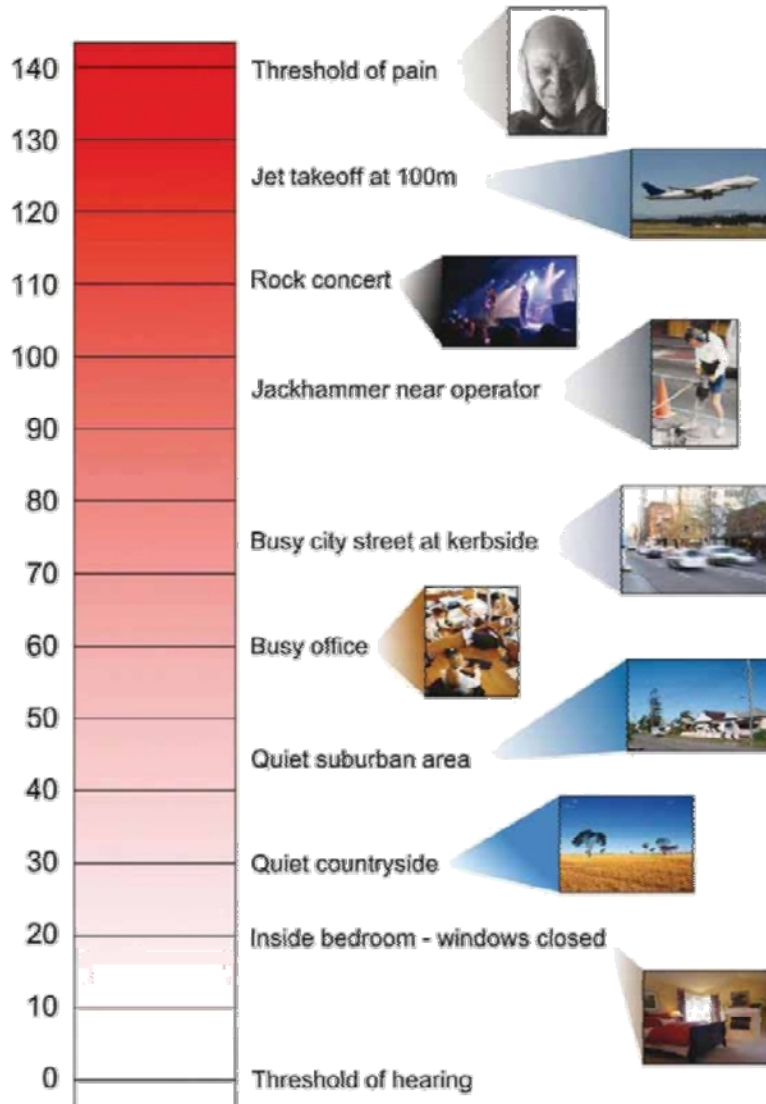 140
Threshold of pain
130
Jet takeoff at 100m
120
110
Rock concert
100
Jackhammer near operator
90
80
Busy city street at kerbside
70
60
Busy office
50
Quiet suburban area
40
30
Quiet countryside
20
Inside bedroom - windows closed
10
0
Threshold of hearing